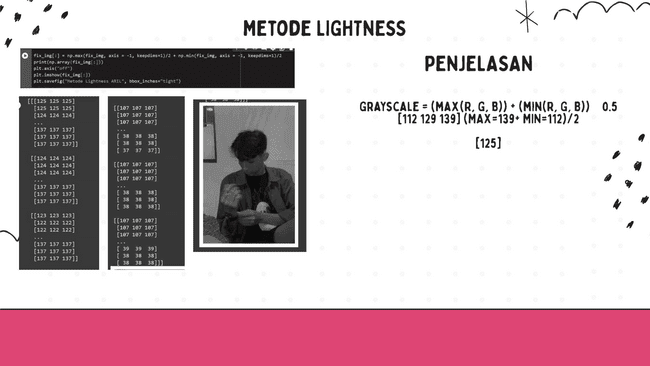 METODE LIGHTNESS
fix_img[:] = np.max(fix_img, axis = -1, keepdims=1)/2 + np.min(fix_img, axis = -1, keepdims=1)/2
print(np.array(fix_img[:]))
plt.axis("off")
plt.imshow(fix_img[:])
plt.savefig("Metode Lightness ARIL", bbox_inches="tight")
[[[125 125 125]
[125 125 125]
[124 124 124]
...
[137 137 137]
[137 137 137]
[137 137 137]]
[[124 124 124]
[124 124 124]
[124 124 124]
...
[137 137 137]
[137 137 137]
[137 137 137]]
[[123 123 123]
[122 122 122]
[122 122 122]
...
[137 137 137]
[137 137 137]
[137 137 137]]
[[107 107 107]
[107 107 107]
[107 107 107]
...
[ 38 38 38]
[ 38 38 38]
[ 37 37 37]]
[[107 107 107]
[107 107 107]
[107 107 107]
...
[ 38 38 38]
[ 38 38 38]
[ 38 38 38]]
[[107 107 107]
[107 107 107]
[107 107 107]
...
[ 39 39 39]
[ 38 38 38]
[ 38 38 38]]]
PENJELASAN
GRAYSCALE = (MAX(R, G, B)) + (MIN(R, G, B)) 0.5
[112 129 139] (MAX=139+ MIN=112)/2
[125]